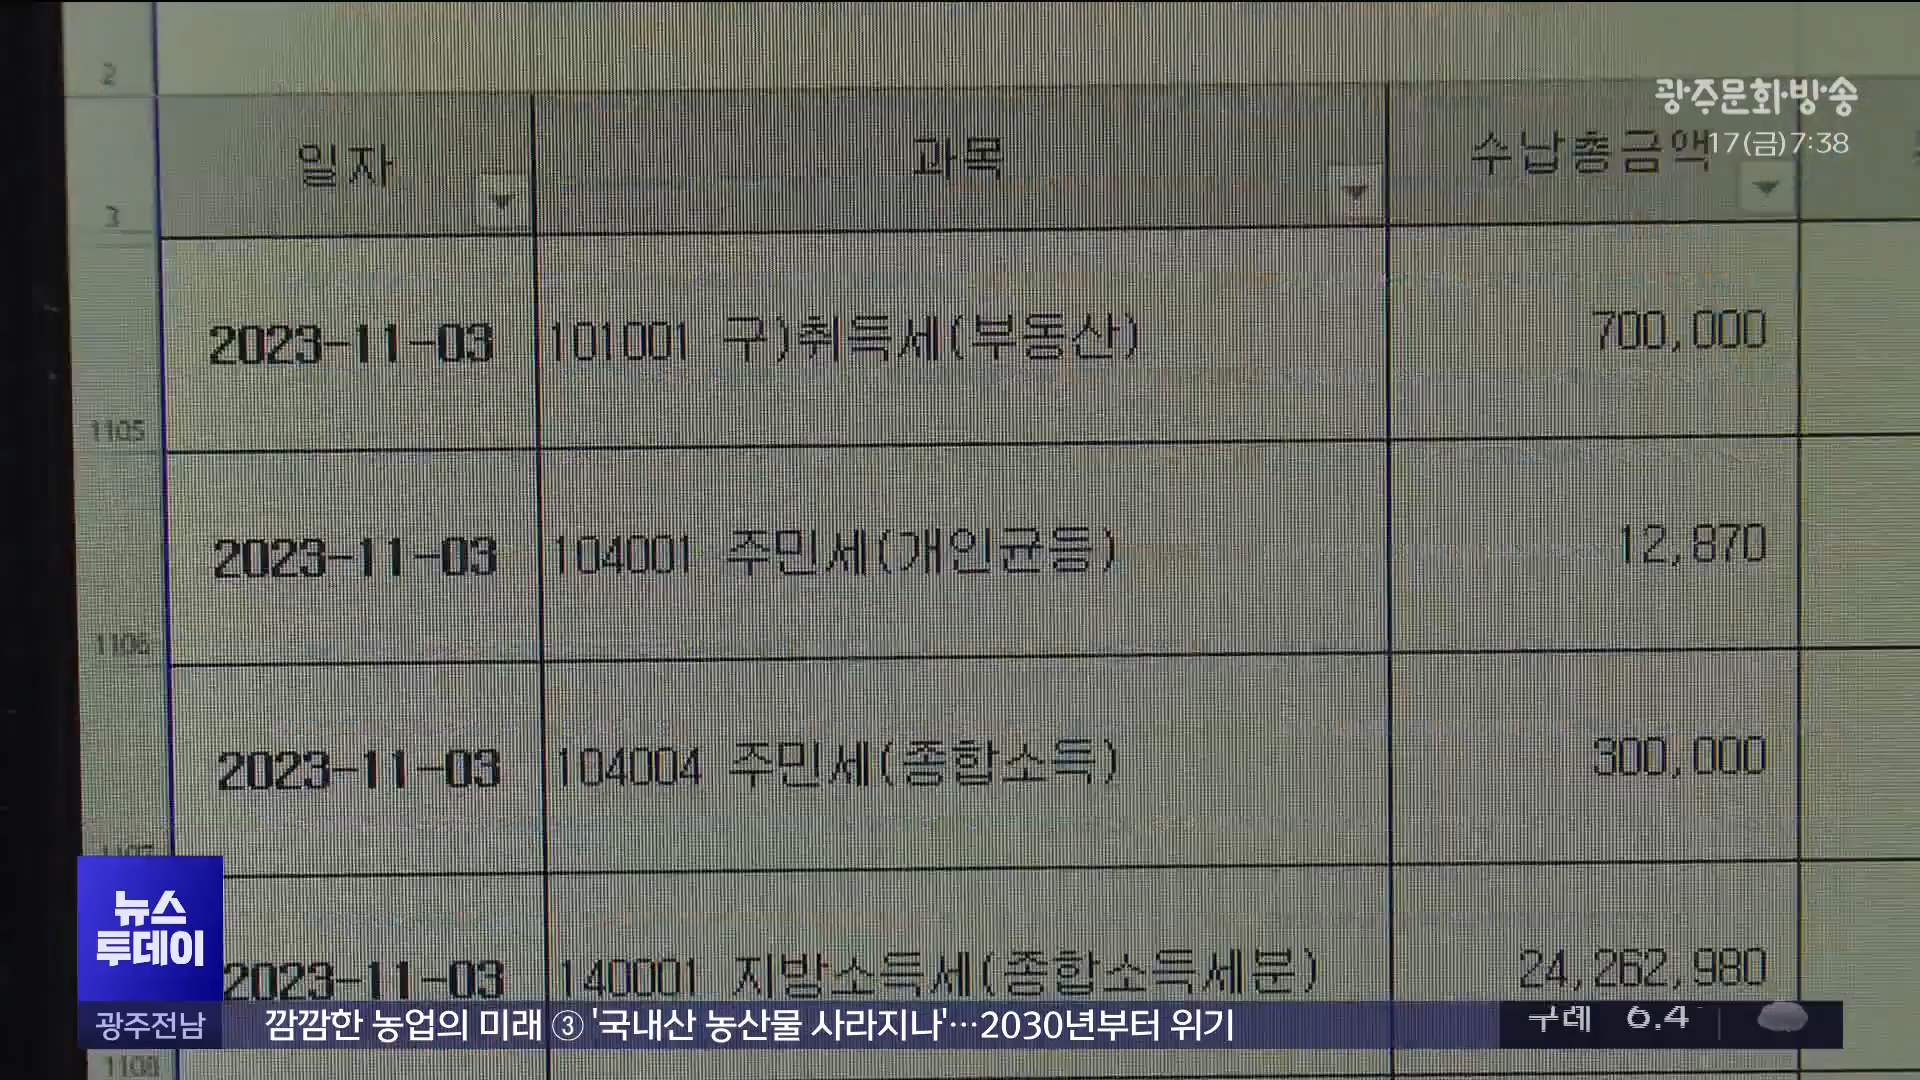 2
광주문화방송
17(금)7:38
3
일자
과목
수납총금액
2023-11-03 101001 구)취득세(부동산) 700,000
1105
2023-11-03 104001 주민세(개인균등) 12,870
1106
2023-11-03 104004 주민세(종합소득) 300,000
1107
2023-11-03 140001 지방소득세(종합소득세분) 24,262,980
뉴스
투데이
광주전남 깜깜한 농업의 미래 ③ '국내산 농산물 사라지나'…2030년부터 위기
구례 6.4
1108